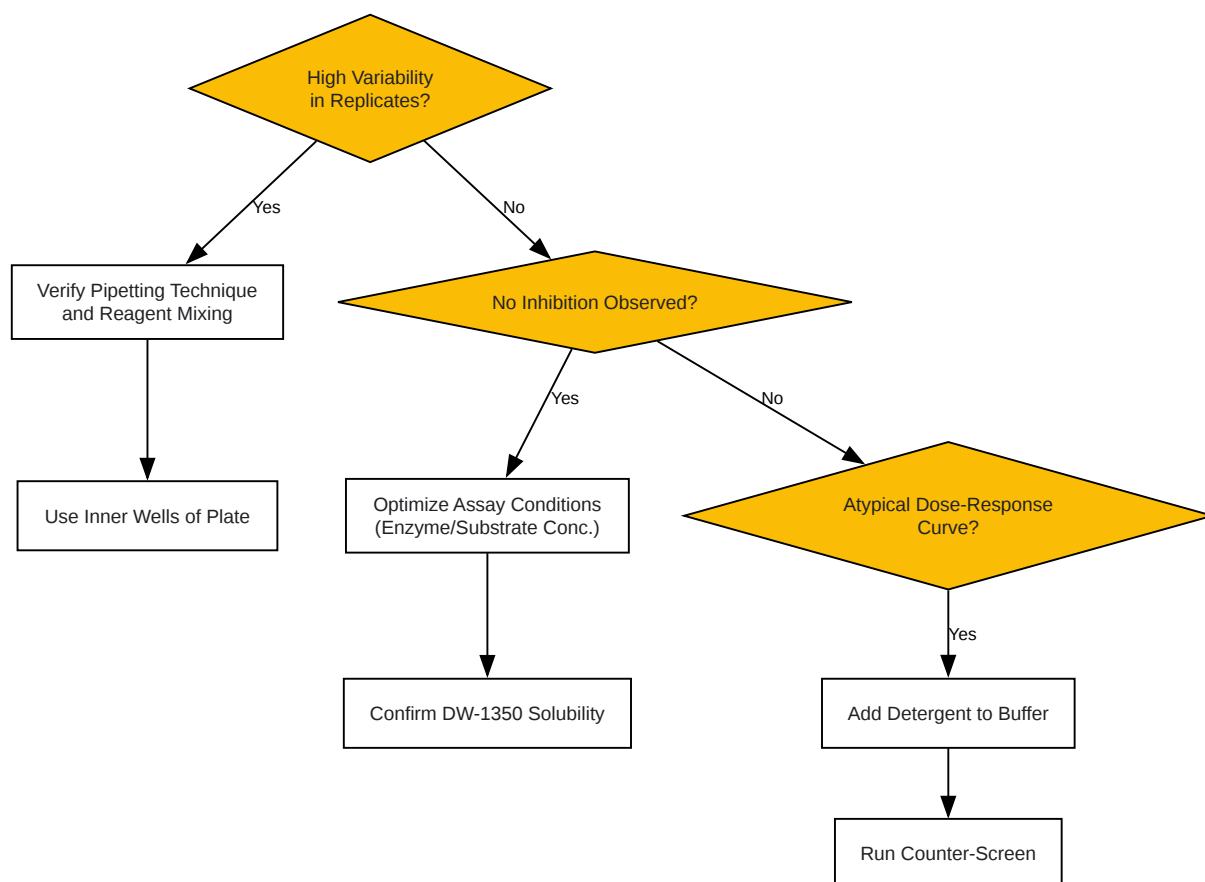 High Variability
in Replicates?
Yes
No
Verify Pipetting Technique
and Reagent Mixing
No Inhibition Observed?
Yes
No
Use Inner Wells of Plate
Optimize Assay Conditions
(Enzyme/Substrate Conc.)
Atypical Dose-Response
Curve?
Yes
Confirm DW-1350 Solubility
Add Detergent to Buffer
Run Counter-Screen